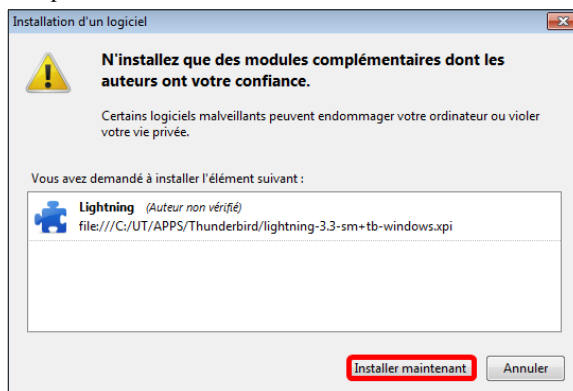 Installation d'un logiciel
N'installez que des modules complémentaires dont les
auteurs ont votre confiance.
Certains logiciels malveillants peuvent endommager votre ordinateur ou violer
votre vie privée.
Vous avez demandé à installer l'élément suivant :
Lightning (Auteur non vérifié)
file:///C:/UT/APPS/Thunderbird/lightning-3.3-sm+tb-windows.xpi
Installer maintenant Annuler